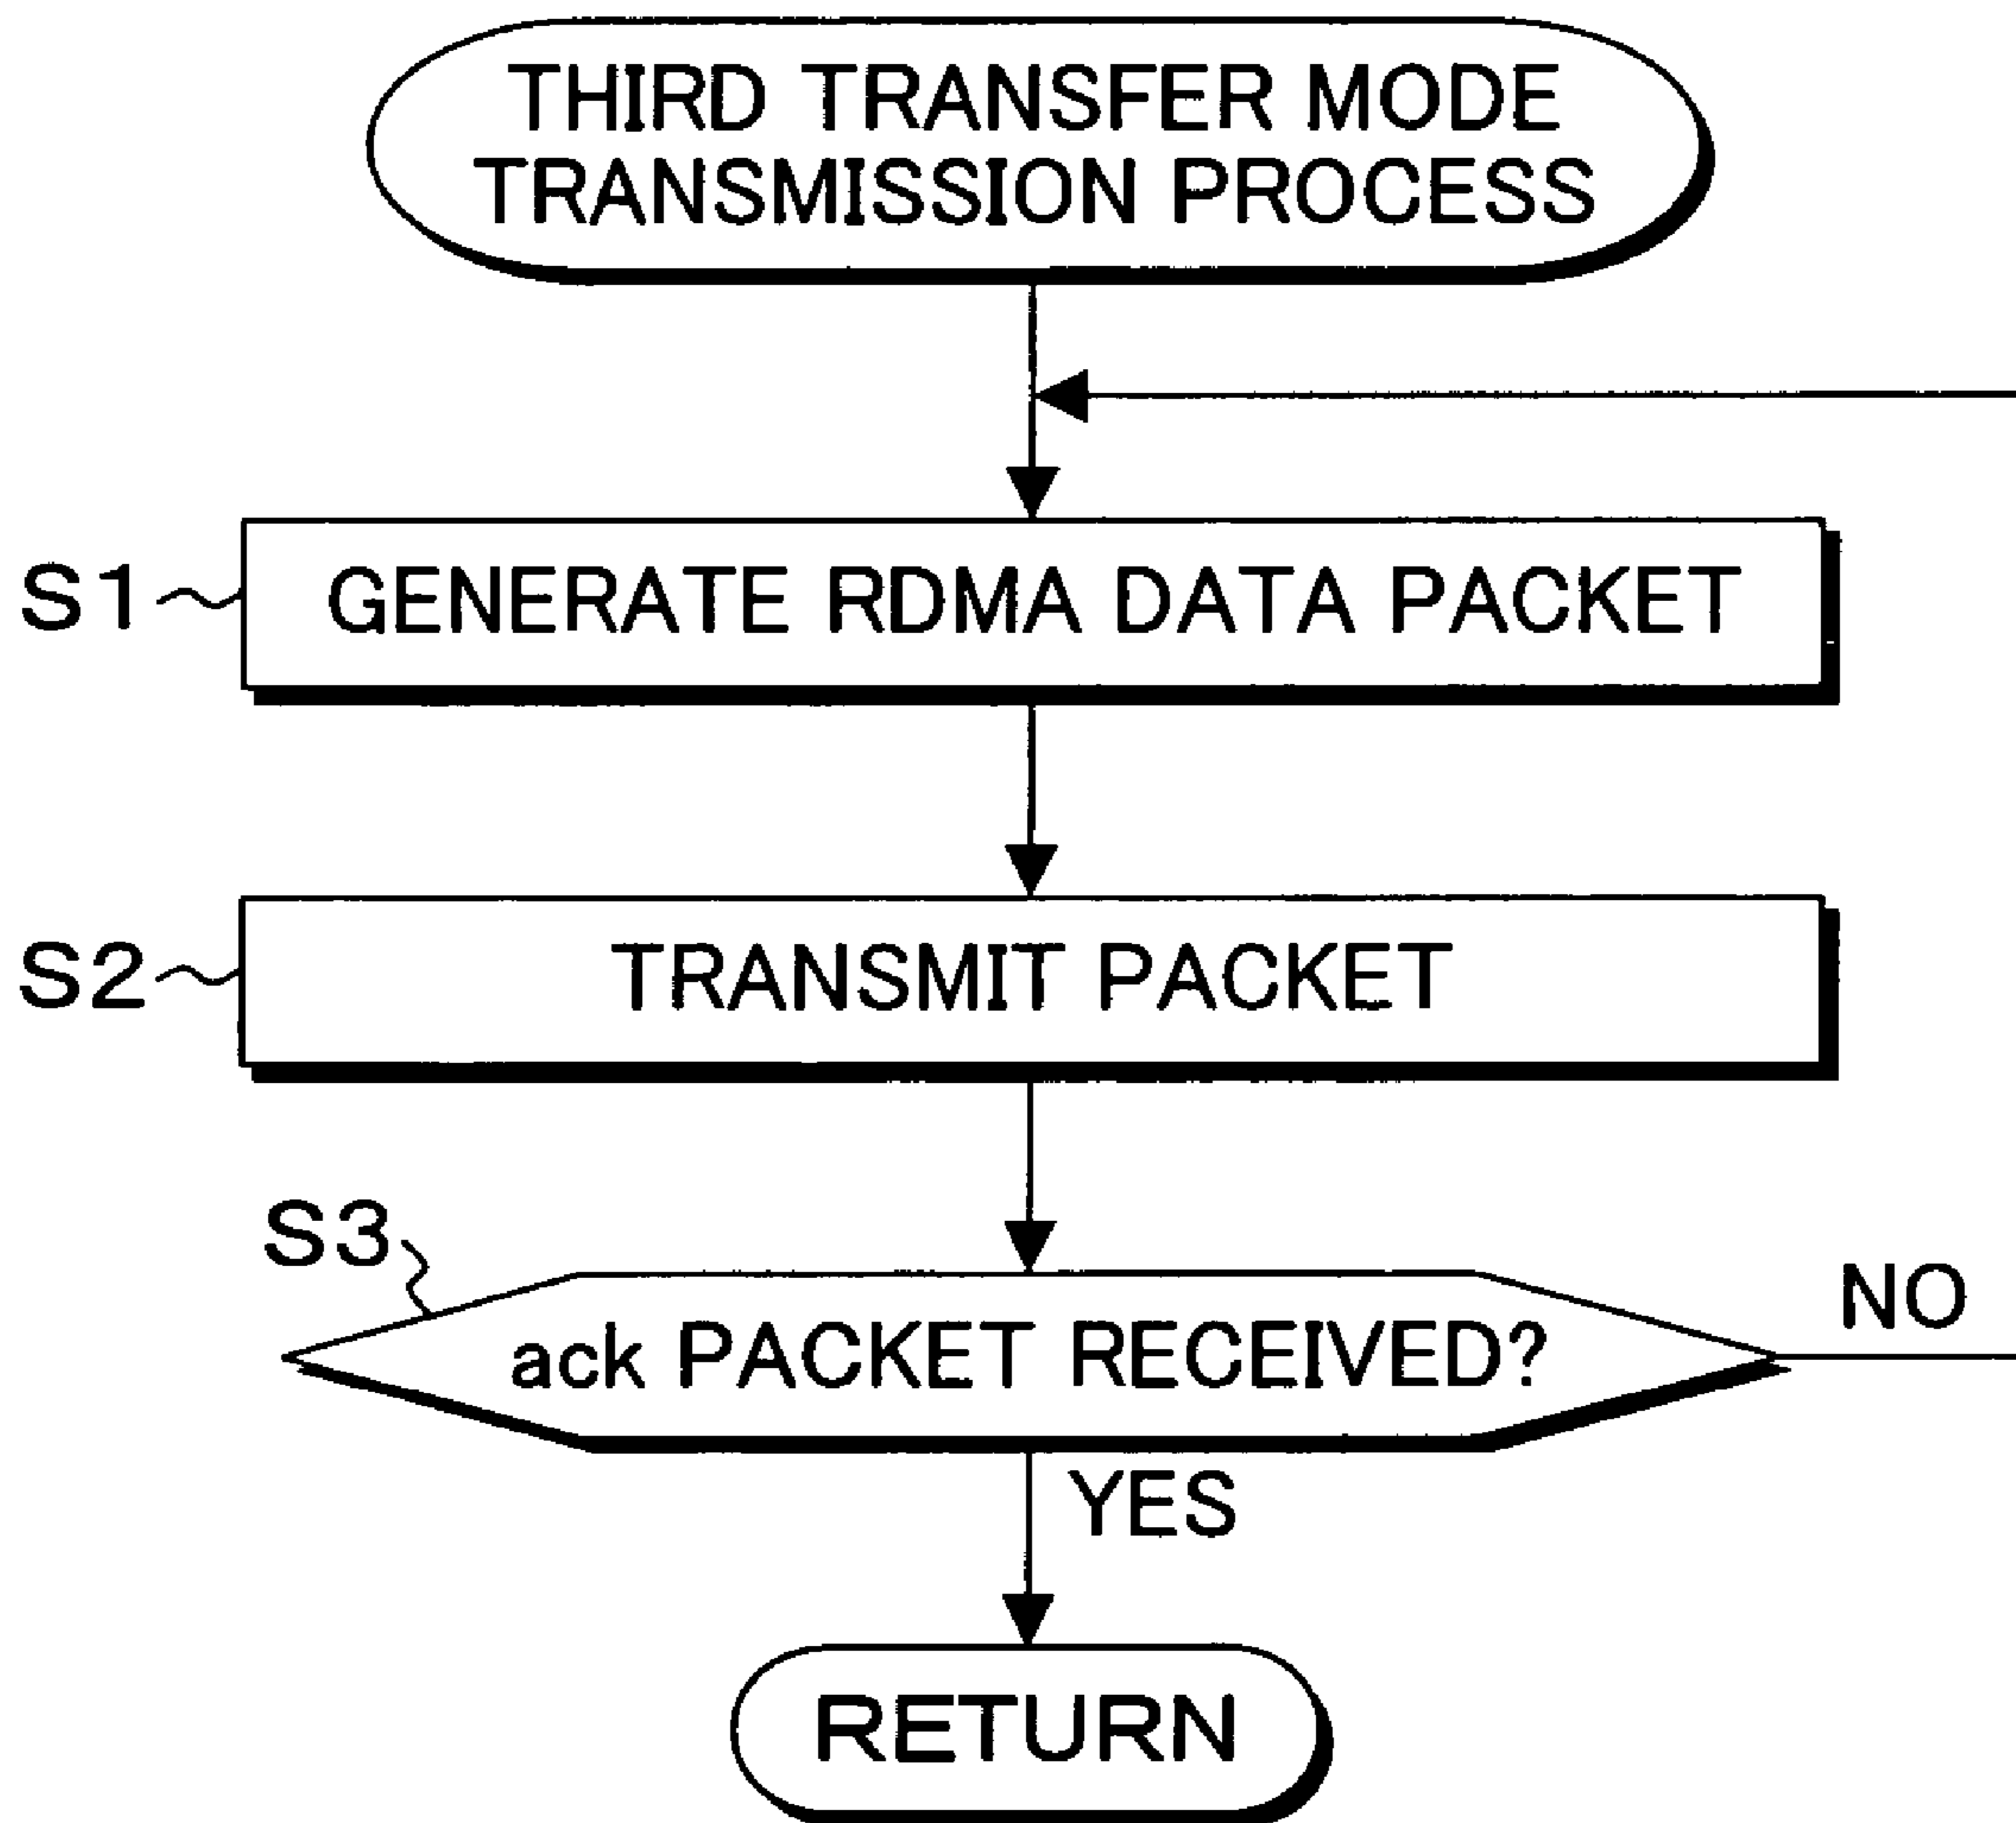 THIRD TRANSFER MODE
TRANSMISSION PROCESS
S1
GENERATE RDMA DATA PACKET
S2
TRANSMIT PACKET
S3
ack PACKET RECEIVED?
NO
YES
RETURN